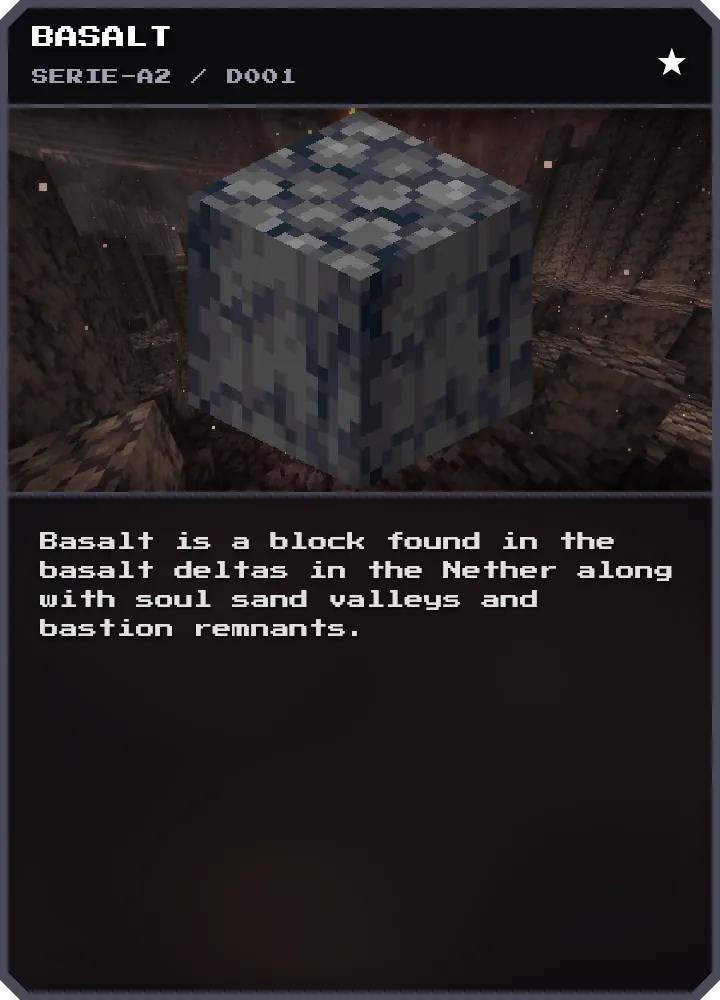 BASALT
SERIE-A2 / D001
Basalt is a block found in the
basalt deltas in the Nether along
with soul sand valleys and
bastion remnants.